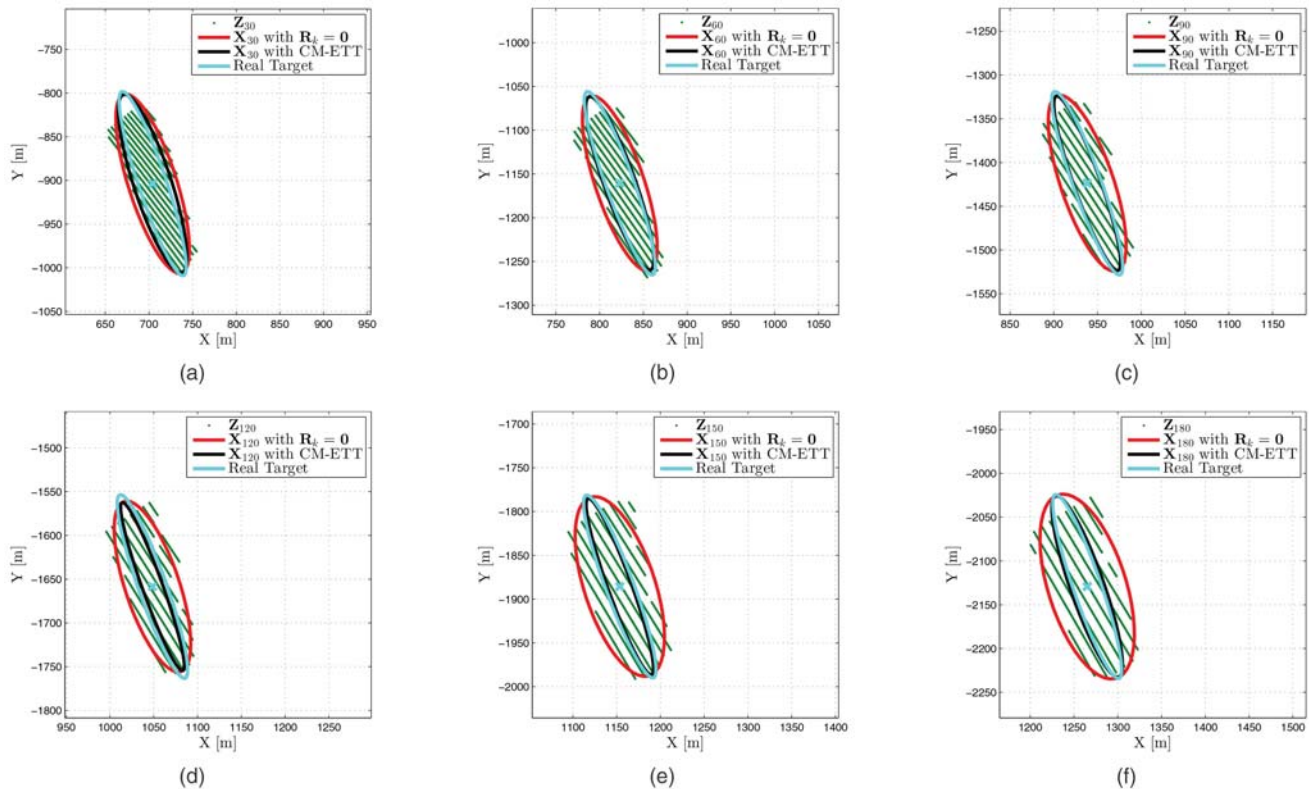 Z30
X30 with Rk = 0
X30 with CM-ETT
Real Target
−750
−800
−850
−900
−950
−1000
−1050
Y [m]
650 700 750 800 850 900 950
X [m]
(a)
Z60
X60 with Rk = 0
X60 with CM-ETT
Real Target
−1000
−1050
−1100
−1150
−1200
−1250
−1300
Y [m]
750 800 850 900 950 1000 1050
X [m]
(b)
Z90
X90 with Rk = 0
X90 with CM-ETT
Real Target
−1250
−1300
−1350
−1400
−1450
−1500
−1550
Y [m]
850 900 950 1000 1050 1100 1150
X [m]
(c)
Z120
X120 with Rk = 0
X120 with CM-ETT
Real Target
−1500
−1550
−1600
−1650
−1700
−1750
−1800
Y [m]
950 1000 1050 1100 1150 1200 1250
X [m]
(d)
Z150
X150 with Rk = 0
X150 with CM-ETT
Real Target
−1700
−1750
−1800
−1850
−1900
−1950
−2000
Y [m]
1100 1150 1200 1250 1300 1350 1400
X [m]
(e)
Z180
X180 with Rk = 0
X180 with CM-ETT
Real Target
−1950
−2000
−2050
−2100
−2150
−2200
−2250
Y [m]
1200 1250 1300 1350 1400 1450 1500
X [m]
(f)